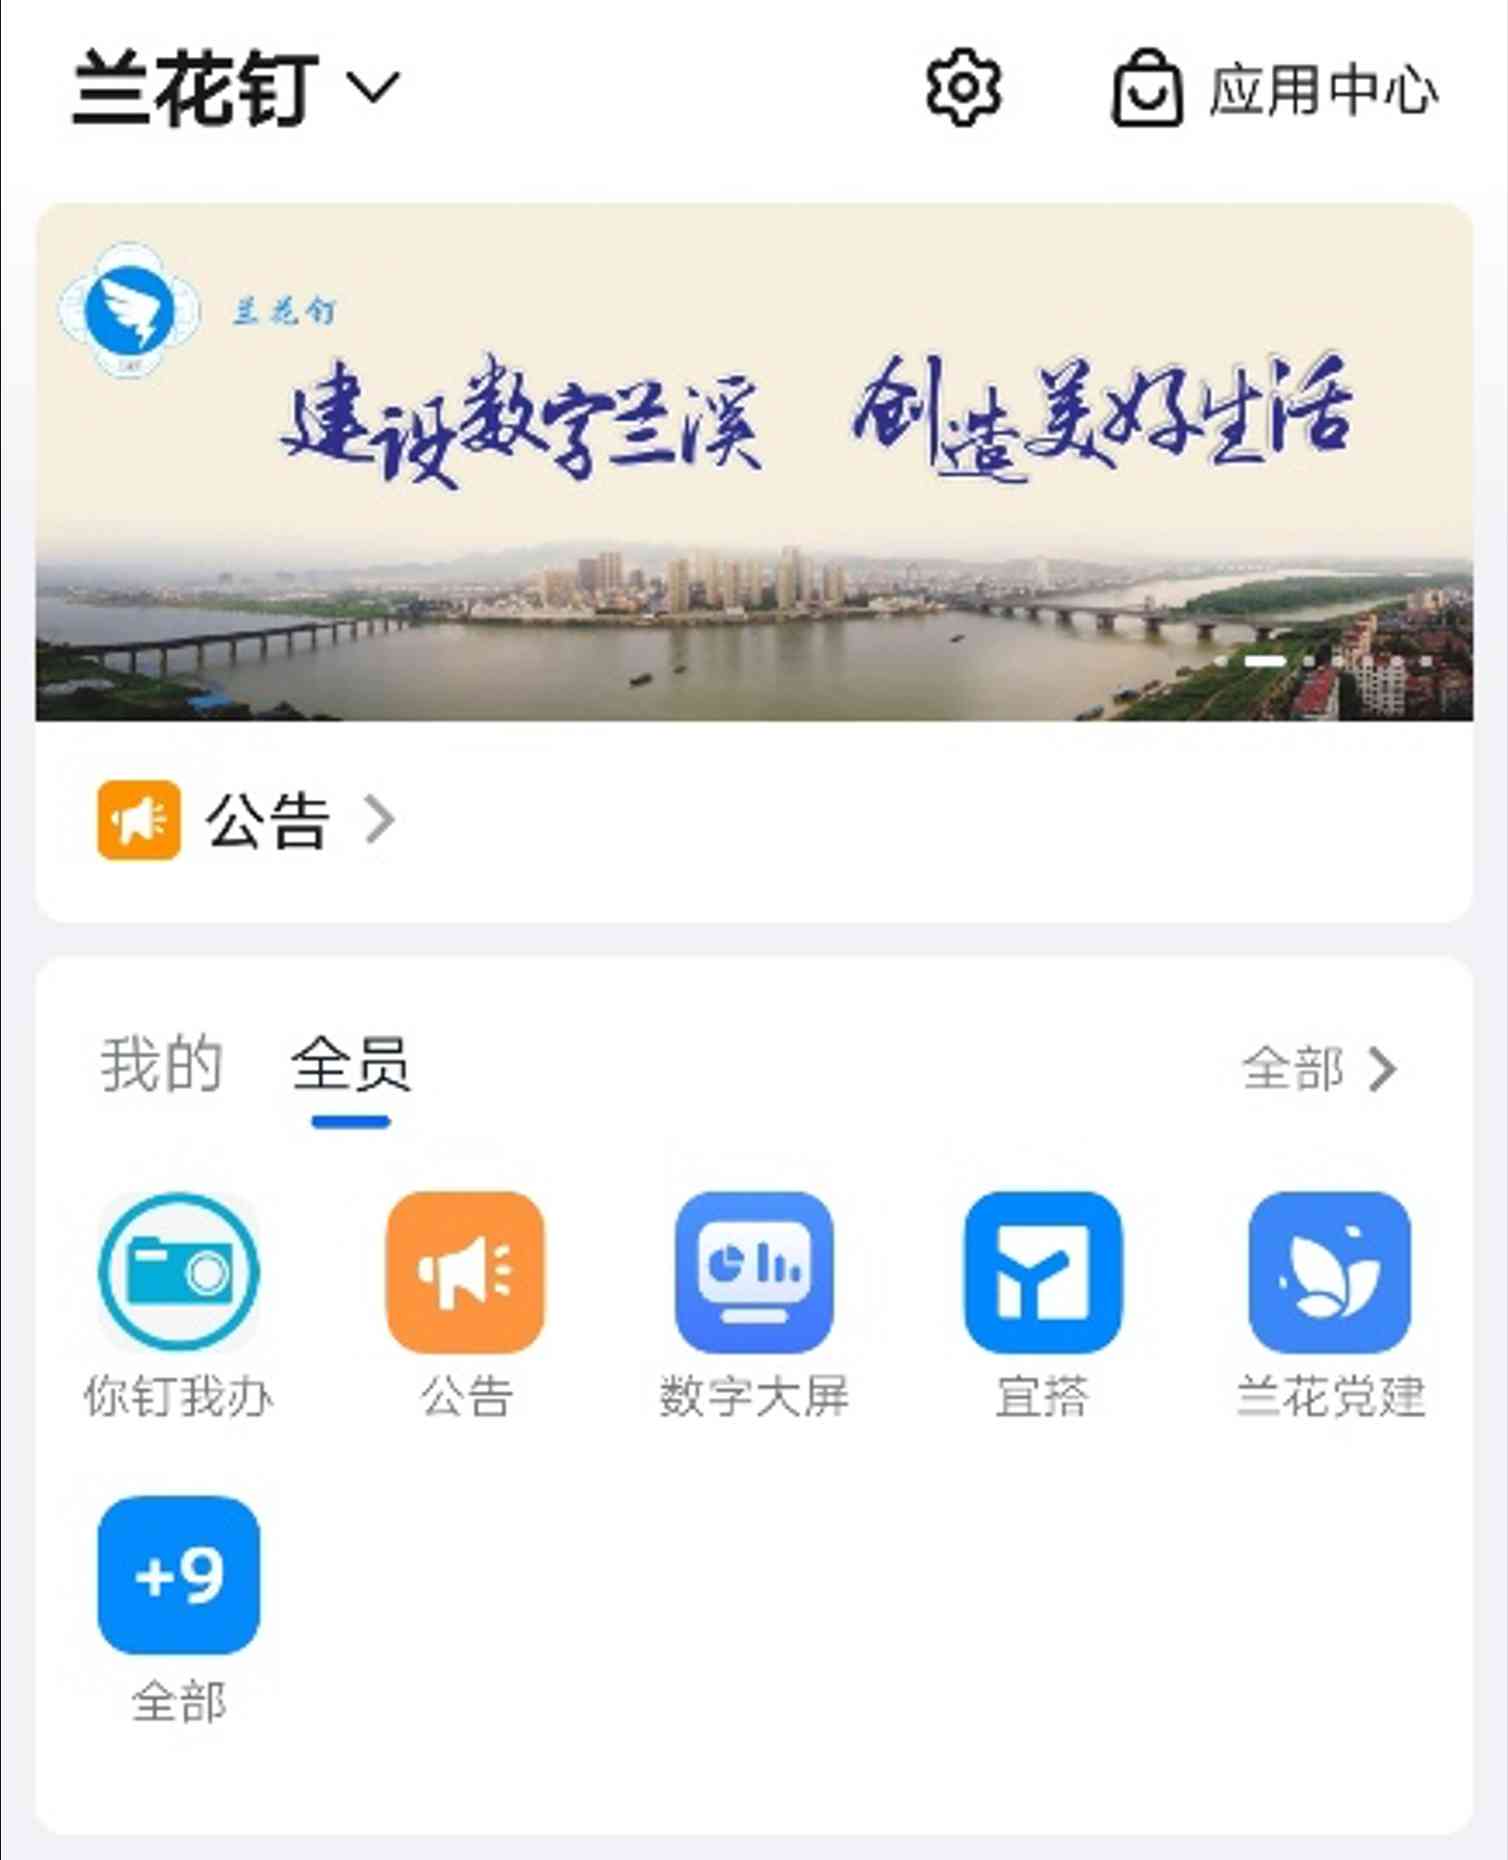 兰花钉
应用中心
兰花钉
建设数字兰溪 创造美好生活
公告
我的 全员 全部
你钉我办 公告 数字大屏 宜搭 兰花党建
+9
全部